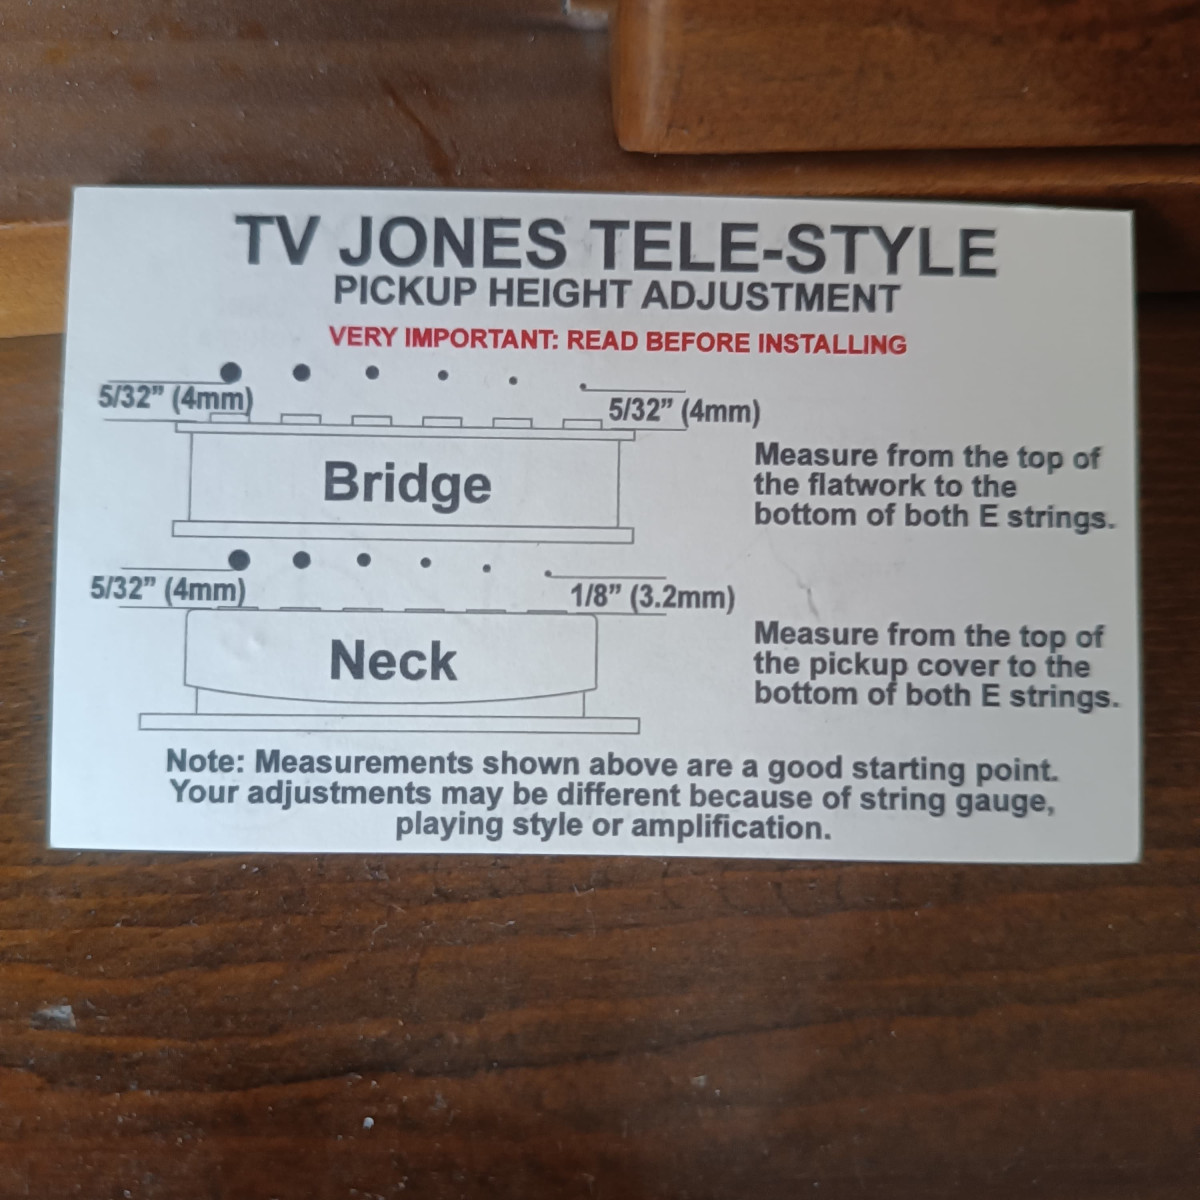 TV JONES TELE-STYLE
PICKUP HEIGHT ADJUSTMENT
VERY IMPORTANT: READ BEFORE INSTALLING
5/32” (4mm)
5/32” (4mm)
Bridge
Measure from the top of
the flatwork to the
bottom of both E strings.
5/32” (4mm)
1/8” (3.2mm)
Neck
Measure from the top of
the pickup cover to the
bottom of both E strings.
Note: Measurements shown above are a good starting point.
Your adjustments may be different because of string gauge,
playing style or amplification.